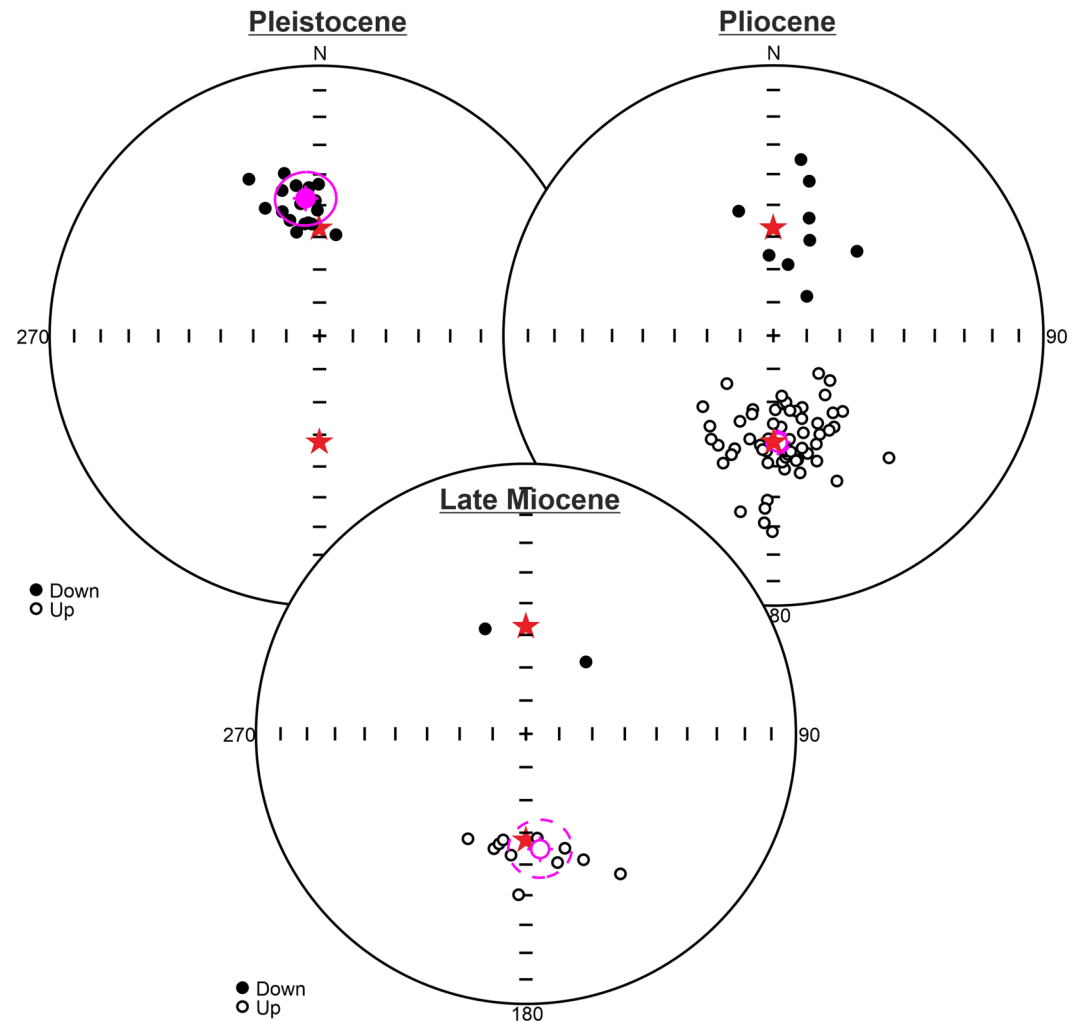 Pleistocene
Pliocene
N
N
270
90
Late Miocene
Down
Up
80
270
90
Down
Up
180